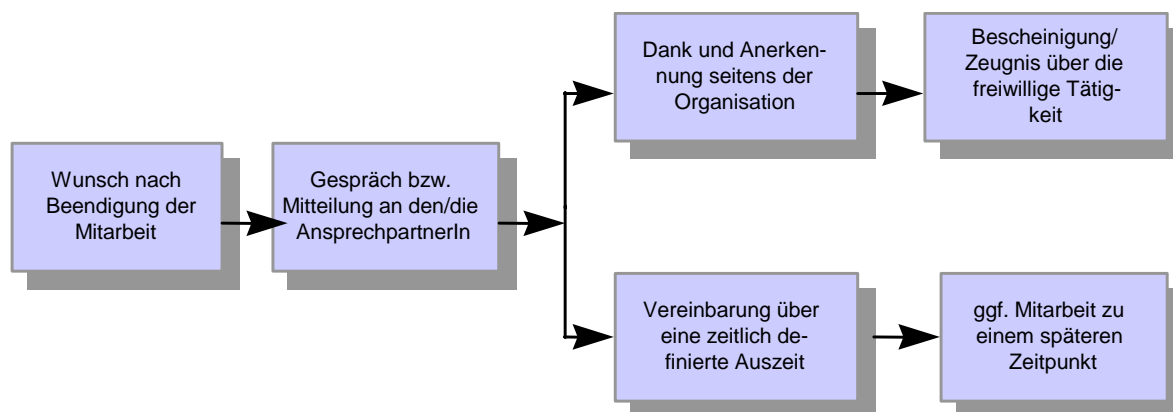 Wunsch nach
Beendigung der
Mitarbeit
Gespräch bzw.
Mitteilung an den/die
AnsprechpartnerIn
Dank und Anerken-
nung seitens der
Organisation
Bescheinigung/
Zeugnis über die
freiwillige Tätig-
keit
Vereinbarung über
eine zeitlich de-
finierte Auszeit
ggf. Mitarbeit zu
einem späteren
Zeitpunkt